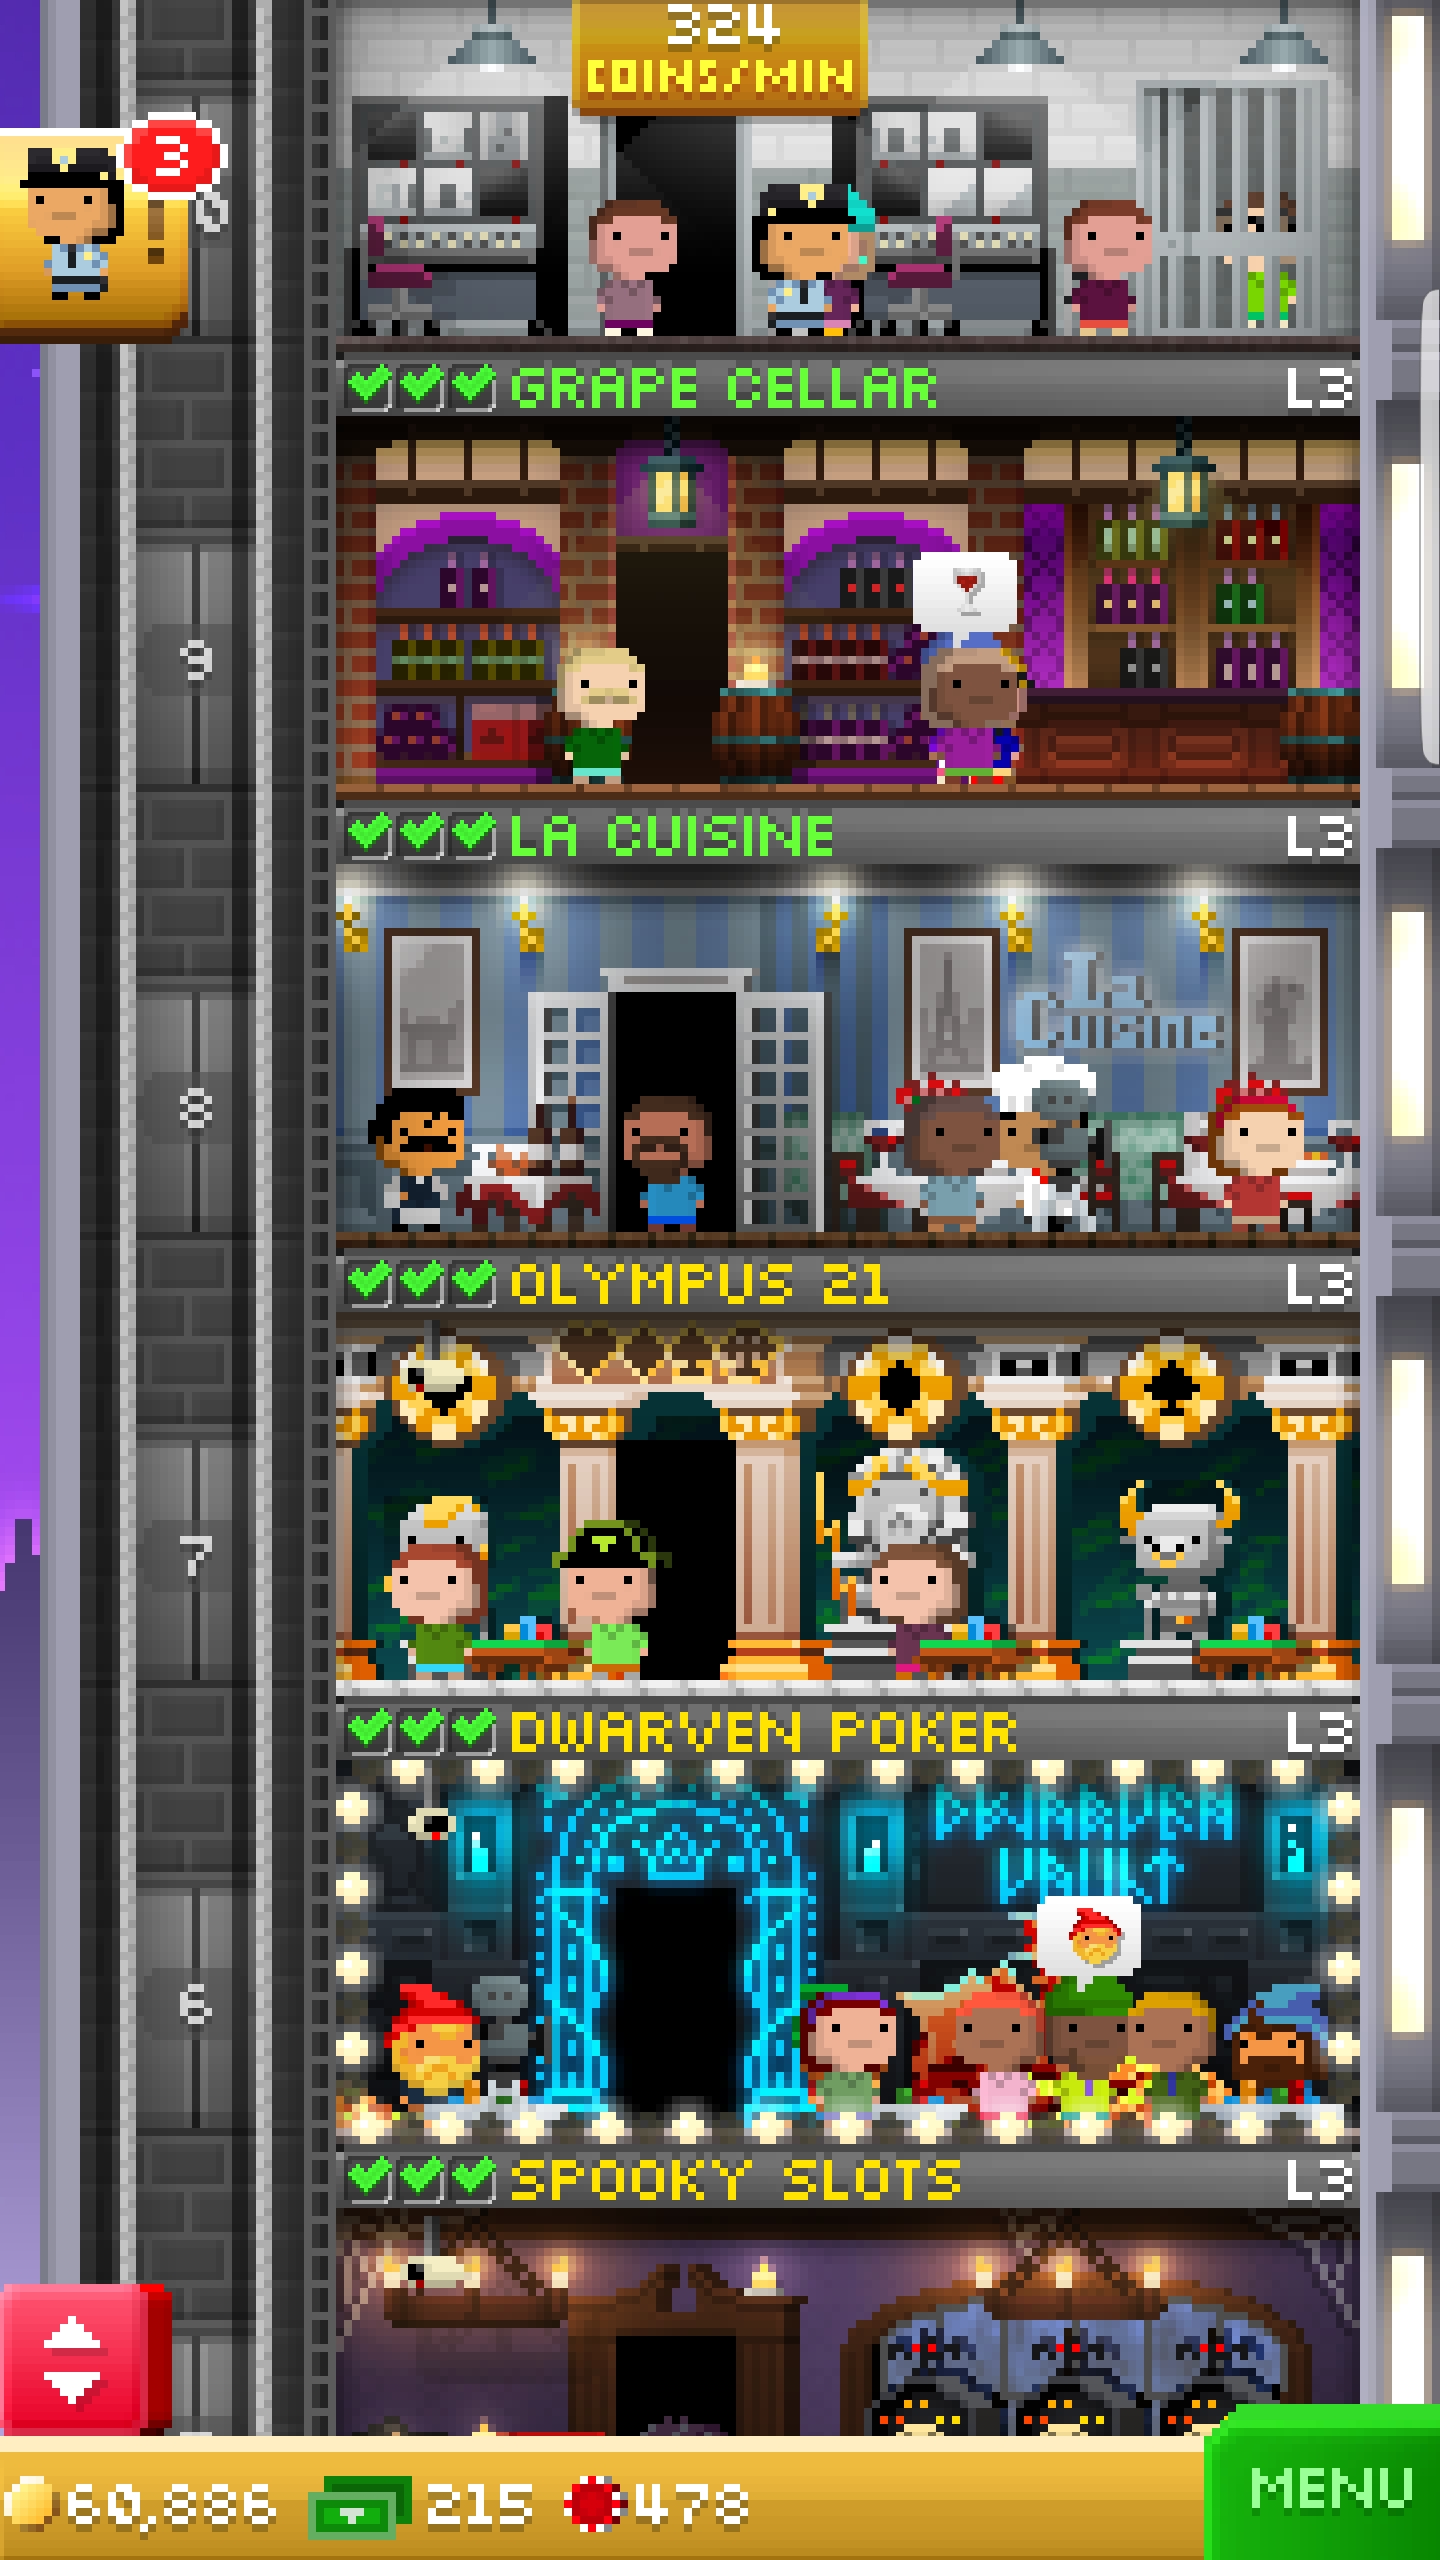 324
COINS/MIN
3
GRAPE CELLAR L3
9
LA CUISINE L3
La
Cuisine
8
OLYMPUS 21 L3
7
DWARVEN POKER L3
DWARVEN
VAULT
6
SPOOKY SLOTS L3
60,886 215 478
MENU